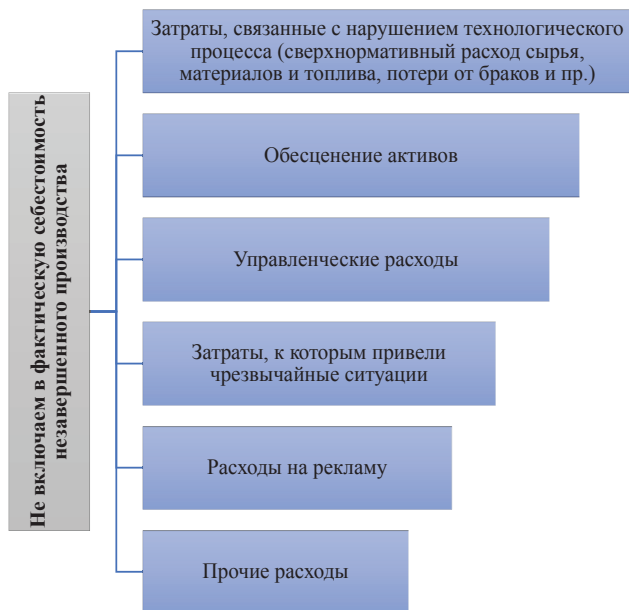 Не включаем в фактическую себестоимость
незавершенного производства
Затраты, связанные с нарушением технологического
процесса (сверхнормативный расход сырья,
материалов и топлива, потери от браков и пр.)
Обесценение активов
Управленческие расходы
Затраты, к которым привели
чрезвычайные ситуации
Расходы на рекламу
Прочие расходы